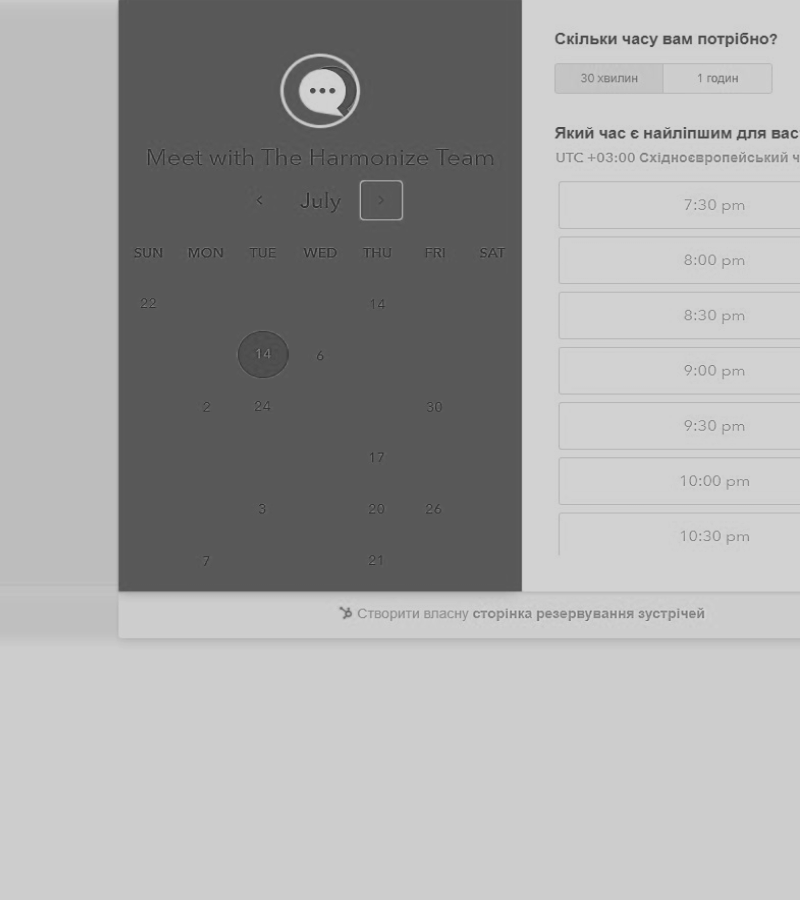 Meet with The Harmonize Team
July
SUN MON TUE WED THU FRI SAT
22 14
14 6
2 24 30
17
3 20 26
7 21
Скільки часу вам потрібно?
30 хвилин 1 годин
Який час є найліпшим для вас
UTC +03:00 Східноєвропейський ч
7:30 pm
8:00 pm
8:30 pm
9:00 pm
9:30 pm
10:00 pm
10:30 pm
Створити власну сторінка резервування зустрічей